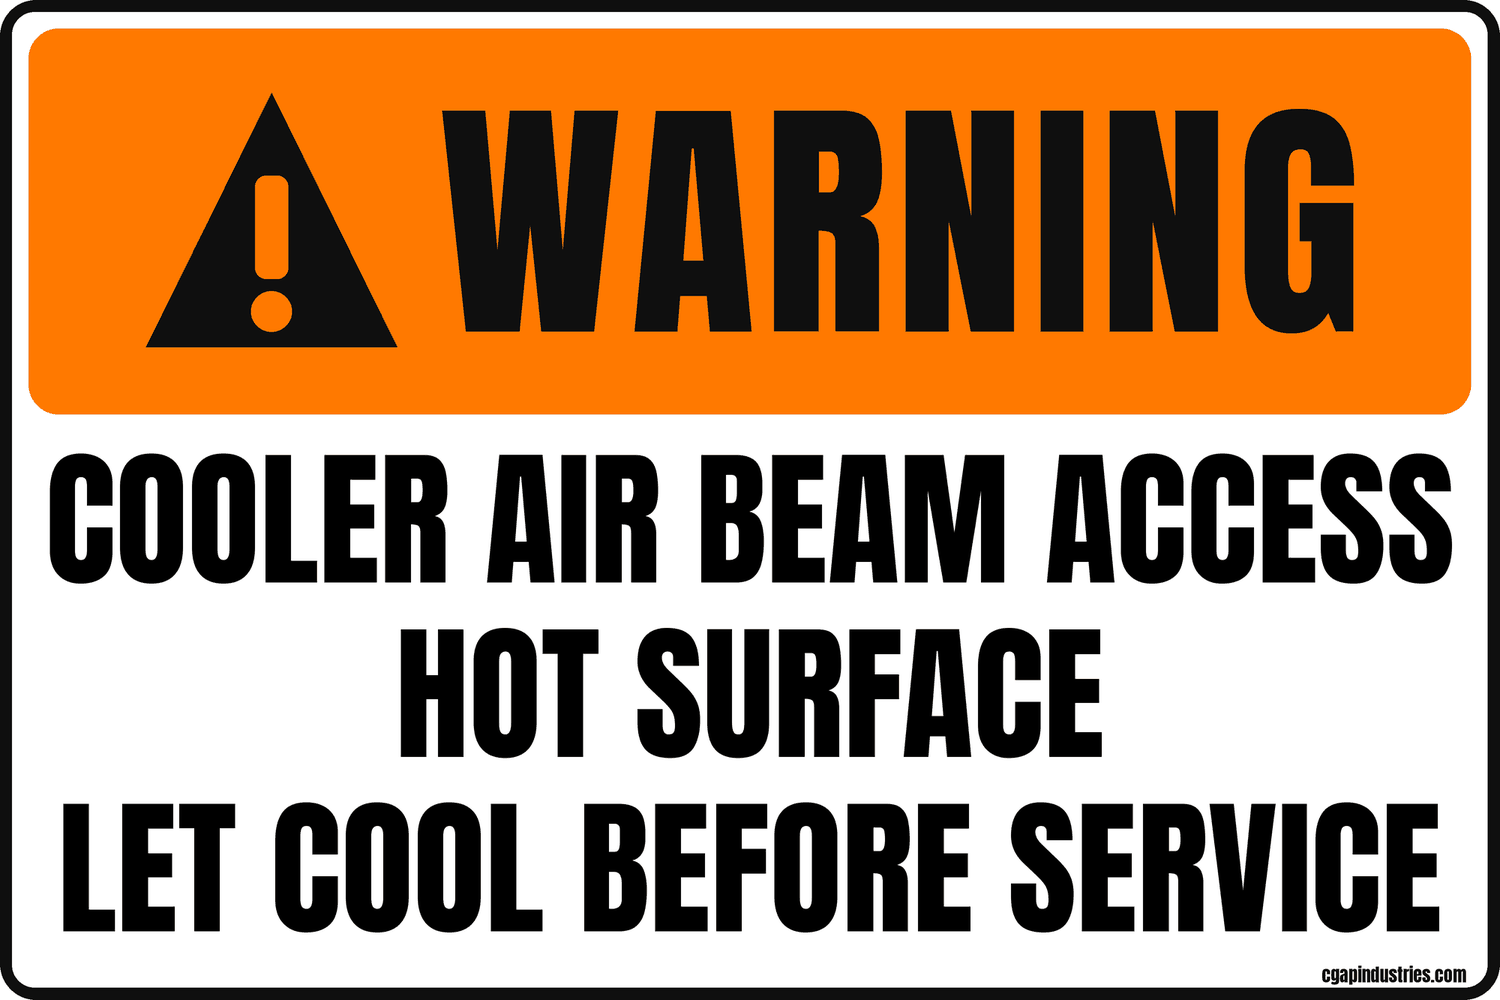 WARNING
COOLER AIR BEAM ACCESS
HOT SURFACE
LET COOL BEFORE SERVICE
cgapindustries.com